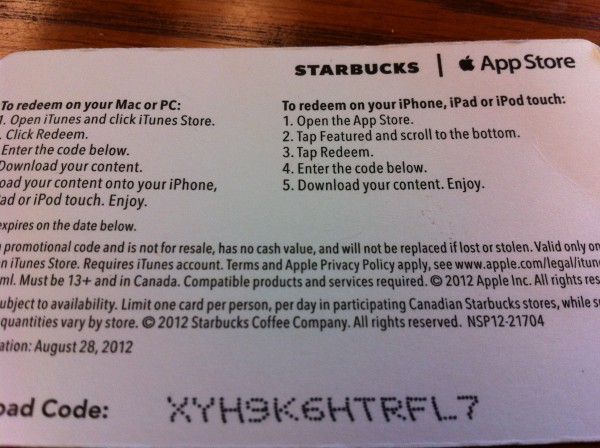 STARBUCKS | App Store
To redeem on your Mac or PC:
1. Open iTunes and click iTunes Store.
. Click Redeem.
Enter the code below.
Download your content.
oad your content onto your iPhone,
ad or iPod touch. Enjoy.
To redeem on your iPhone, iPad or iPod touch:
1. Open the App Store.
2. Tap Featured and scroll to the bottom.
3. Tap Redeem.
4. Enter the code below.
5. Download your content. Enjoy.
expires on the date below.
promotional code and is not for resale, has no cash value, and will not be replaced if lost or stolen. Valid only on
n iTunes Store. Requires iTunes account. Terms and Apple Privacy Policy apply, see www.apple.com/legal/itun
ml. Must be 13+ and in Canada. Compatible products and services required. © 2012 Apple Inc. All rights res
ubject to availability. Limit one card per person, per day in participating Canadian Starbucks stores, while su
quantities vary by store. © 2012 Starbucks Coffee Company. All rights reserved. NSP12-21704
ation: August 28, 2012
oad Code: XYH9K6HTRFL7